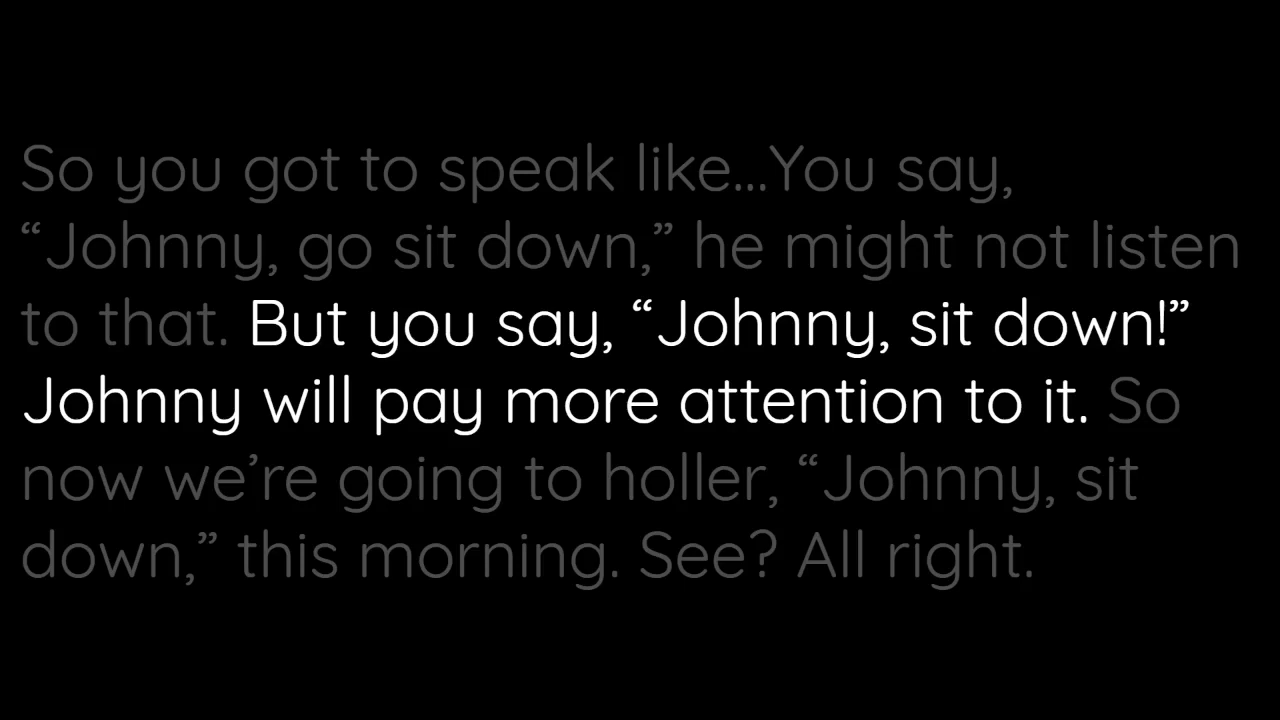 So you got to speak like...You say,
“Johnny, go sit down,” he might not listen
to that. But you say, “Johnny, sit down!”
Johnny will pay more attention to it. So
now we’re going to holler, “Johnny, sit
down,” this morning. See? All right.